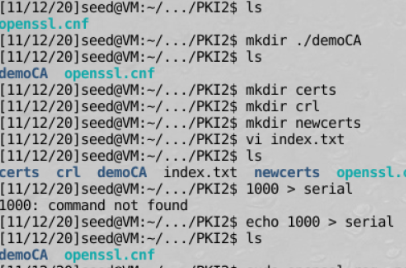 [11/12/20]seed@VM:~/.../PKI2$ ls
openssl.cnf
[11/12/20]seed@VM:~/.../PKI2$ mkdir ./demoCA
[11/12/20]seed@VM:~/.../PKI2$ ls
demoCA openssl.cnf
[11/12/20]seed@VM:~/.../PKI2$ mkdir certs
[11/12/20]seed@VM:~/.../PKI2$ mkdir crl
[11/12/20]seed@VM:~/.../PKI2$ mkdir newcerts
[11/12/20]seed@VM:~/.../PKI2$ vi index.txt
[11/12/20]seed@VM:~/.../PKI2$ ls
certs crl demoCA index.txt newcerts openssl.c
[11/12/20]seed@VM:~/.../PKI2$ 1000 > serial
1000: command not found
[11/12/20]seed@VM:~/.../PKI2$ echo 1000 > serial
[11/12/20]seed@VM:~/.../PKI2$ ls
demoCA openssl.cnf